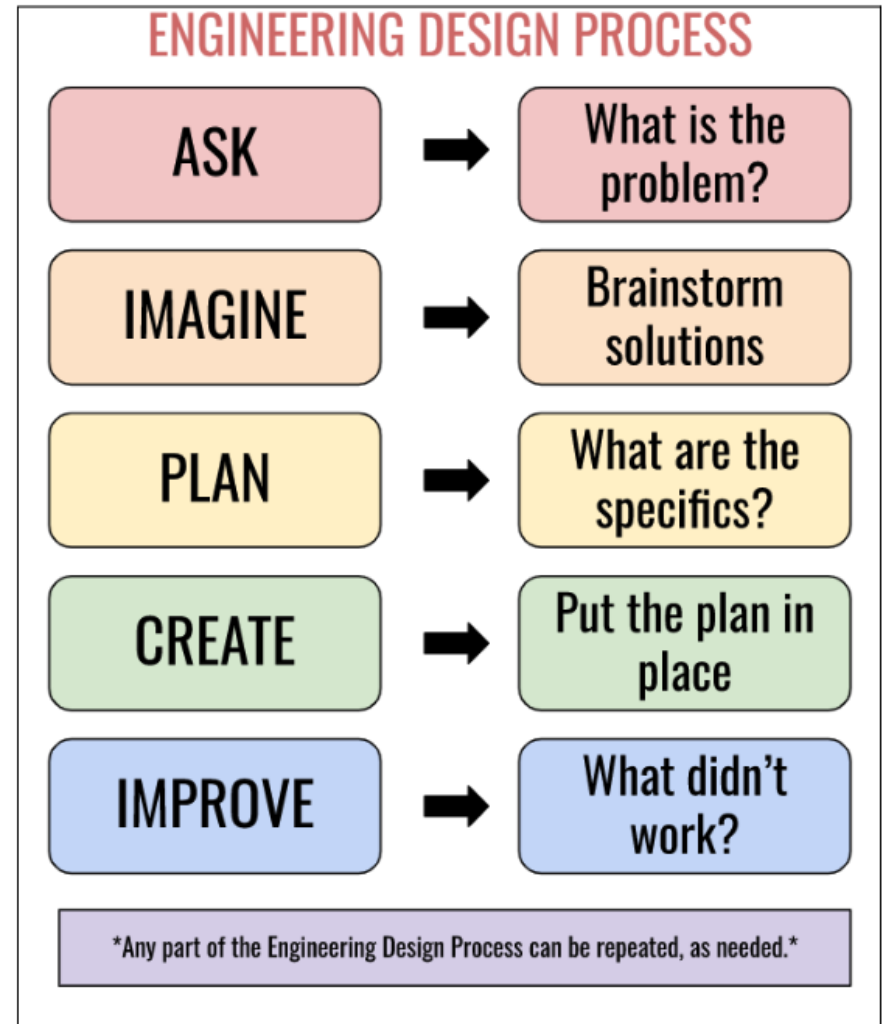 ENGINEERING DESIGN PROCESS
ASK
What is the
problem?
IMAGINE
Brainstorm
solutions
PLAN
What are the
specifics?
CREATE
Put the plan in
place
IMPROVE
What didn’t
work?
*Any part of the Engineering Design Process can be repeated, as needed.*